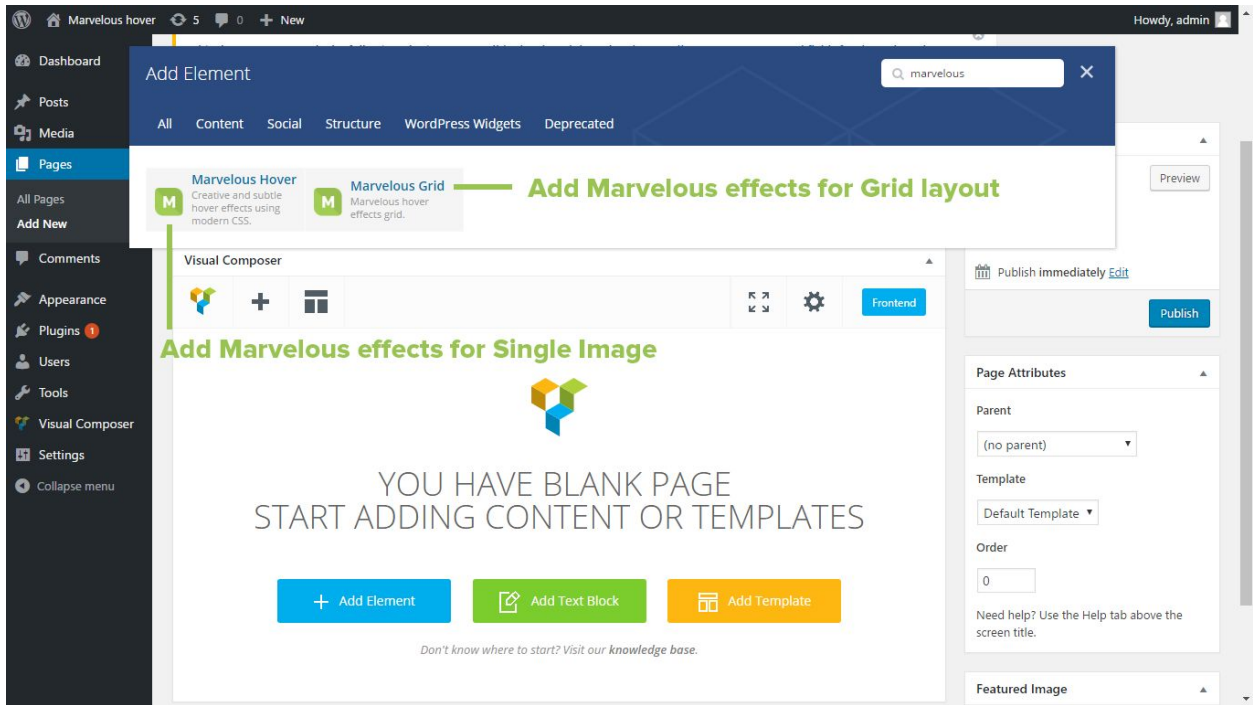 Marvelous hover 5 0 + New Howdy, admin
Dashboard
Posts
Media
Pages
All Pages
Add New
Comments
Appearance
Plugins 1
Users
Tools
Visual Composer
Settings
Collapse menu
Add Element
marvelous
All Content Social Structure WordPress Widgets Deprecated
M
Marvelous Hover
Creative and subtle
hover effects using
modern CSS.
M
Marvelous Grid
Marvelous hover
effects grid.
Add Marvelous effects for Grid layout
Add Marvelous effects for Single Image
Visual Composer
Frontend
YOU HAVE BLANK PAGE
START ADDING CONTENT OR TEMPLATES
+ Add Element
Add Text Block
Add Template
Don't know where to start? Visit our knowledge base.
Preview
Publish immediately Edit
Publish
Page Attributes
Parent
(no parent)
Template
Default Template
Order
0
Need help? Use the Help tab above the
screen title.
Featured Image